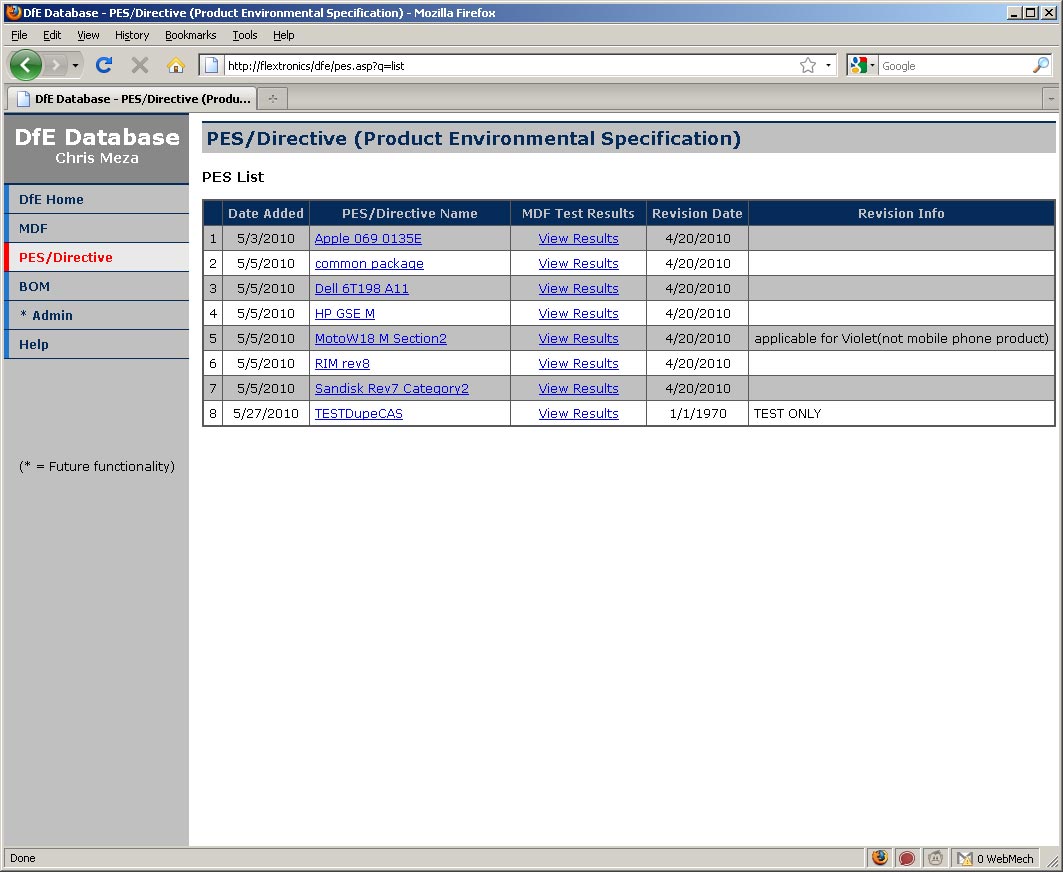 DfE Database - PES/Directive (Product Environmental Specification) - Mozilla Firefox
File Edit View History Bookmarks Tools Help
http://flextronics/dfe/pes.asp?q=list Google
DfE Database - PES/Directive (Produ...
DfE Database
Chris Meza
DfE Home
MDF
PES/Directive
BOM
* Admin
Help
(* = Future functionality)
PES/Directive (Product Environmental Specification)
PES List
Date Added PES/Directive Name MDF Test Results Revision Date Revision Info
1 5/3/2010 Apple 069 0135E View Results 4/20/2010
2 5/5/2010 common package View Results 4/20/2010
3 5/5/2010 Dell 6T198 A11 View Results 4/20/2010
4 5/5/2010 HP GSE M View Results 4/20/2010
5 5/5/2010 MotoW18 M Section2 View Results 4/20/2010 applicable for Violet(not mobile phone product)
6 5/5/2010 RIM rev8 View Results 4/20/2010
7 5/5/2010 Sandisk Rev7 Category2 View Results 4/20/2010
8 5/27/2010 TESTDupeCAS View Results 1/1/1970 TEST ONLY
Done 0 WebMech